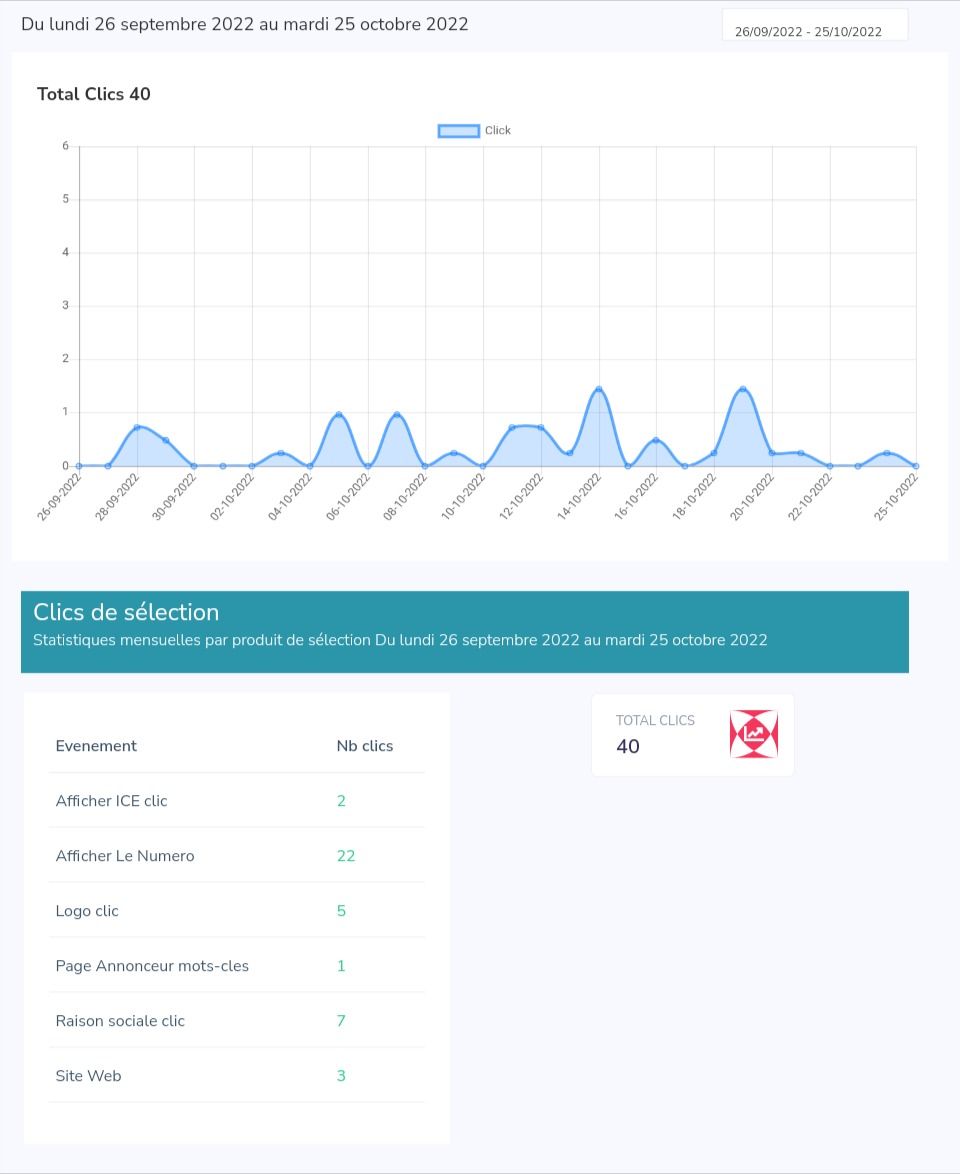 Du lundi 26 septembre 2022 au mardi 25 octobre 2022
26/09/2022 - 25/10/2022
Total Clics 40
Click
6
5
4
3
2
1
0
26-09-2022
28-09-2022
30-09-2022
02-10-2022
04-10-2022
06-10-2022
08-10-2022
10-10-2022
12-10-2022
14-10-2022
16-10-2022
18-10-2022
20-10-2022
22-10-2022
25-10-2022
Clics de sélection
Statistiques mensuelles par produit de sélection Du lundi 26 septembre 2022 au mardi 25 octobre 2022
Evenement Nb clics
Afficher ICE clic 2
Afficher Le Numero 22
Logo clic 5
Page Annonceur mots-cles 1
Raison sociale clic 7
Site Web 3
TOTAL CLICS
40